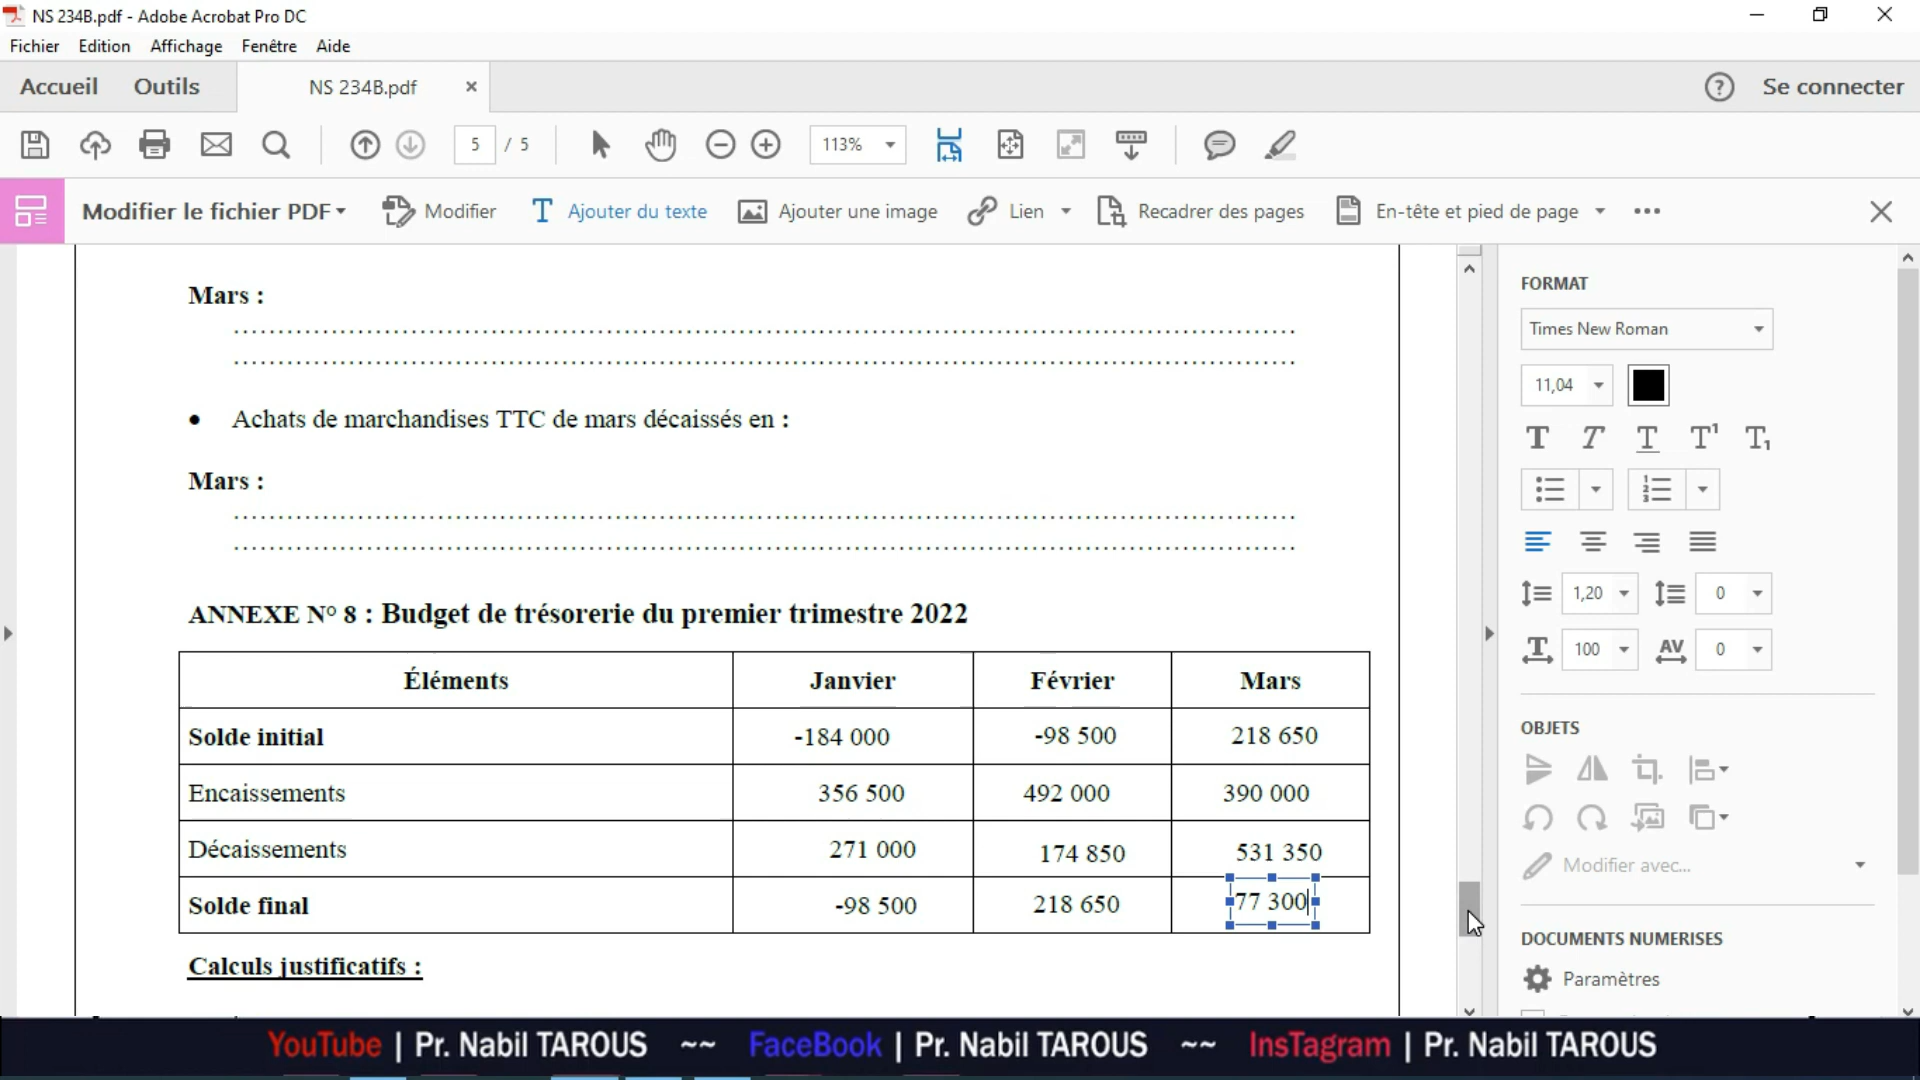 NS 234B.pdf - Adobe Acrobat Pro DC
Fichier Edition Affichage Fenêtre Aide
Accueil Outils NS 234B.pdf × Se connecter
5 / 5 113%
Modifier le fichier PDF Modifier Ajouter du texte Ajouter une image Lien Recadrer des pages En-tête et pied de page
Mars :
................................................................................
................................................................................
• Achats de marchandises TTC de mars décaissés en :
Mars :
................................................................................
................................................................................
ANNEXE N° 8 : Budget de trésorerie du premier trimestre 2022
Éléments Janvier Février Mars
Solde initial -184 000 -98 500 218 650
Encaissements 356 500 492 000 390 000
Décaissements 271 000 174 850 531 350
Solde final -98 500 218 650 77 300
Calculs justificatifs :
FORMAT
Times New Roman
11,04
1,20 0
100 0
OBJETS
Modifier avec...
DOCUMENTS NUMERISES
Paramètres
YouTube | Pr. Nabil TAROUS ~~ FaceBook | Pr. Nabil TAROUS ~~ InsTagram | Pr. Nabil TAROUS